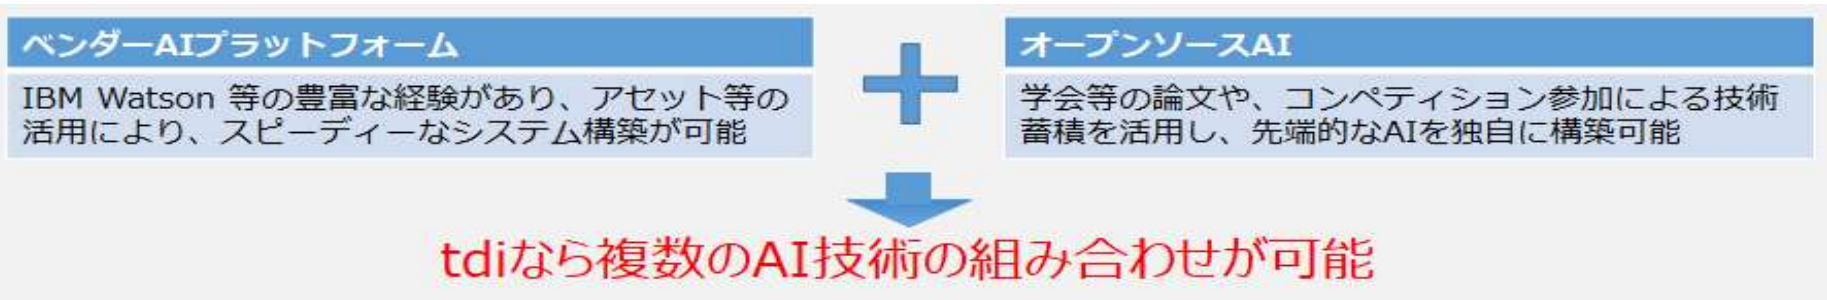 ベンダーAIプラットフォーム
IBM Watson 等の豊富な経験があり、アセット等の
活用により、スピーディーなシステム構築が可能
オープンソースAI
学会等の論文や、コンペティション参加による技術
蓄積を活用し、先端的なAIを独自に構築可能
tdiなら複数のAI技術の組み合わせが可能